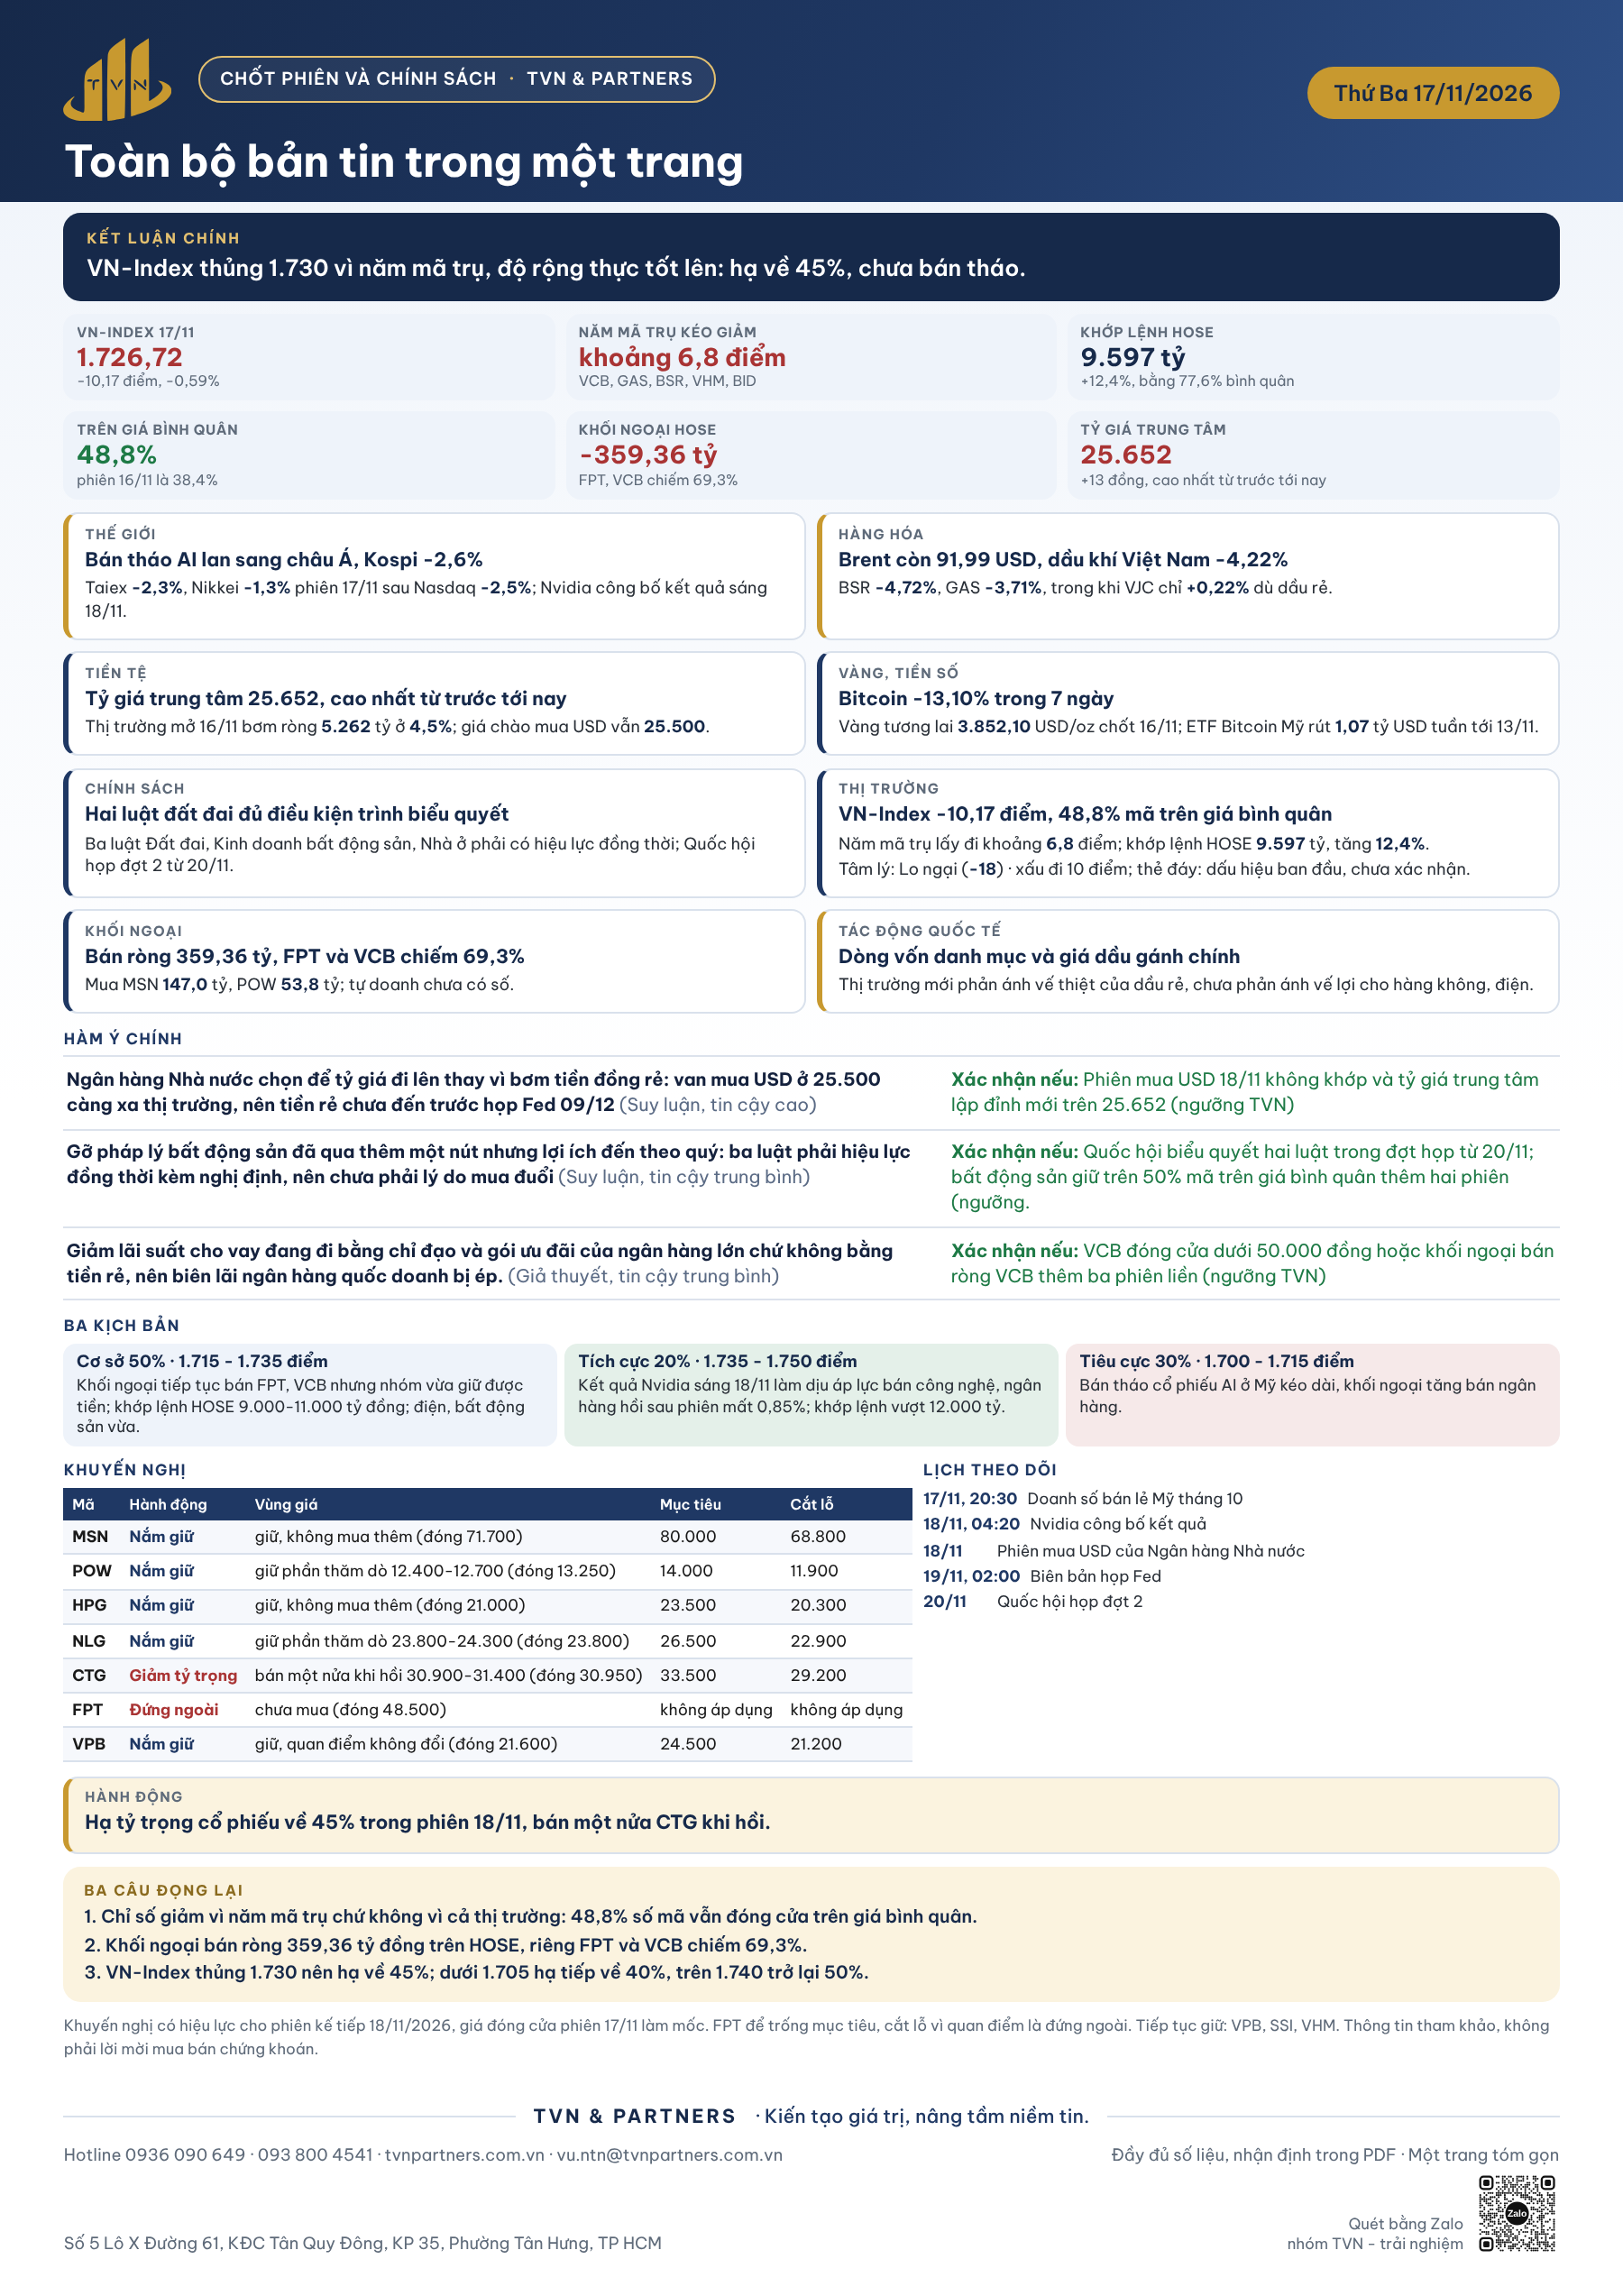 TVN
CHỐT PHIÊN VÀ CHÍNH SÁCH · TVN & PARTNERS
Thứ Ba 17/11/2026
Toàn bộ bản tin trong một trang
KẾT LUẬN CHÍNH
VN-Index thủng 1.730 vì năm mã trụ, độ rộng thực tốt lên: hạ về 45%, chưa bán tháo.
VN-INDEX 17/11
1.726,72
-10,17 điểm, -0,59%
NĂM MÃ TRỤ KÉO GIẢM
khoảng 6,8 điểm
VCB, GAS, BSR, VHM, BID
KHỚP LỆNH HOSE
9.597 tỷ
+12,4%, bằng 77,6% bình quân
TRÊN GIÁ BÌNH QUÂN
48,8%
phiên 16/11 là 38,4%
KHỐI NGOẠI HOSE
-359,36 tỷ
FPT, VCB chiếm 69,3%
TỶ GIÁ TRUNG TÂM
25.652
+13 đồng, cao nhất từ trước tới nay
THẾ GIỚI
Bán tháo AI lan sang châu Á, Kospi -2,6%
Taiex -2,3%, Nikkei -1,3% phiên 17/11 sau Nasdaq -2,5%; Nvidia công bố kết quả sáng
18/11.
HÀNG HÓA
Brent còn 91,99 USD, dầu khí Việt Nam -4,22%
BSR -4,72%, GAS -3,71%, trong khi VJC chỉ +0,22% dù dầu rẻ.
TIỀN TỆ
Tỷ giá trung tâm 25.652, cao nhất từ trước tới nay
Thị trường mở 16/11 bơm ròng 5.262 tỷ ở 4,5%; giá chào mua USD vẫn 25.500.
VÀNG, TIỀN SỐ
Bitcoin -13,10% trong 7 ngày
Vàng tương lai 3.852,10 USD/oz chốt 16/11; ETF Bitcoin Mỹ rút 1,07 tỷ USD tuần tới 13/11.
CHÍNH SÁCH
Hai luật đất đai đủ điều kiện trình biểu quyết
Ba luật Đất đai, Kinh doanh bất động sản, Nhà ở phải có hiệu lực đồng thời; Quốc hội
họp đợt 2 từ 20/11.
THỊ TRƯỜNG
VN-Index -10,17 điểm, 48,8% mã trên giá bình quân
Năm mã trụ lấy đi khoảng 6,8 điểm; khớp lệnh HOSE 9.597 tỷ, tăng 12,4%.
Tâm lý: Lo ngại (-18) · xấu đi 10 điểm; thẻ đáy: dấu hiệu ban đầu, chưa xác nhận.
KHỐI NGOẠI
Bán ròng 359,36 tỷ, FPT và VCB chiếm 69,3%
Mua MSN 147,0 tỷ, POW 53,8 tỷ; tự doanh chưa có số.
TÁC ĐỘNG QUỐC TẾ
Dòng vốn danh mục và giá dầu gánh chính
Thị trường mới phản ánh vế thiệt của dầu rẻ, chưa phản ánh vế lợi cho hàng không, điện.
HÀM Ý CHÍNH
Ngân hàng Nhà nước chọn để tỷ giá đi lên thay vì bơm tiền đồng rẻ: van mua USD ở 25.500
càng xa thị trường, nên tiền rẻ chưa đến trước họp Fed 09/12 (Suy luận, tin cậy cao)
Xác nhận nếu: Phiên mua USD 18/11 không khớp và tỷ giá trung tâm
lập đỉnh mới trên 25.652 (ngưỡng TVN)
Gỡ pháp lý bất động sản đã qua thêm một nút nhưng lợi ích đến theo quý: ba luật phải hiệu lực
đồng thời kèm nghị định, nên chưa phải lý do mua đuổi (Suy luận, tin cậy trung bình)
Xác nhận nếu: Quốc hội biểu quyết hai luật trong đợt họp từ 20/11;
bất động sản giữ trên 50% mã trên giá bình quân thêm hai phiên
(ngưỡng.
Giảm lãi suất cho vay đang đi bằng chỉ đạo và gói ưu đãi của ngân hàng lớn chứ không bằng
tiền rẻ, nên biên lãi ngân hàng quốc doanh bị ép. (Giả thuyết, tin cậy trung bình)
Xác nhận nếu: VCB đóng cửa dưới 50.000 đồng hoặc khối ngoại bán
ròng VCB thêm ba phiên liền (ngưỡng TVN)
BA KỊCH BẢN
Cơ sở 50% · 1.715 - 1.735 điểm
Khối ngoại tiếp tục bán FPT, VCB nhưng nhóm vừa giữ được
tiền; khớp lệnh HOSE 9.000-11.000 tỷ đồng; điện, bất động
sản vừa.
Tích cực 20% · 1.735 - 1.750 điểm
Kết quả Nvidia sáng 18/11 làm dịu áp lực bán công nghệ, ngân
hàng hồi sau phiên mất 0,85%; khớp lệnh vượt 12.000 tỷ.
Tiêu cực 30% · 1.700 - 1.715 điểm
Bán tháo cổ phiếu AI ở Mỹ kéo dài, khối ngoại tăng bán ngân
hàng.
KHUYẾN NGHỊ
Mã Hành động Vùng giá Mục tiêu Cắt lỗ
MSN Nắm giữ giữ, không mua thêm (đóng 71.700) 80.000 68.800
POW Nắm giữ giữ phần thăm dò 12.400-12.700 (đóng 13.250) 14.000 11.900
HPG Nắm giữ giữ, không mua thêm (đóng 21.000) 23.500 20.300
NLG Nắm giữ giữ phần thăm dò 23.800-24.300 (đóng 23.800) 26.500 22.900
CTG Giảm tỷ trọng bán một nửa khi hồi 30.900-31.400 (đóng 30.950) 33.500 29.200
FPT Đứng ngoài chưa mua (đóng 48.500) không áp dụng không áp dụng
VPB Nắm giữ giữ, quan điểm không đổi (đóng 21.600) 24.500 21.200
LỊCH THEO DÕI
17/11, 20:30 Doanh số bán lẻ Mỹ tháng 10
18/11, 04:20 Nvidia công bố kết quả
18/11 Phiên mua USD của Ngân hàng Nhà nước
19/11, 02:00 Biên bản họp Fed
20/11 Quốc hội họp đợt 2
HÀNH ĐỘNG
Hạ tỷ trọng cổ phiếu về 45% trong phiên 18/11, bán một nửa CTG khi hồi.
BA CÂU ĐỌNG LẠI
1. Chỉ số giảm vì năm mã trụ chứ không vì cả thị trường: 48,8% số mã vẫn đóng cửa trên giá bình quân.
2. Khối ngoại bán ròng 359,36 tỷ đồng trên HOSE, riêng FPT và VCB chiếm 69,3%.
3. VN-Index thủng 1.730 nên hạ về 45%; dưới 1.705 hạ tiếp về 40%, trên 1.740 trở lại 50%.
Khuyến nghị có hiệu lực cho phiên kế tiếp 18/11/2026, giá đóng cửa phiên 17/11 làm mốc. FPT để trống mục tiêu, cắt lỗ vì quan điểm là đứng ngoài. Tiếp tục giữ: VPB, SSI, VHM. Thông tin tham khảo, không
phải lời mời mua bán chứng khoán.
TVN & PARTNERS · Kiến tạo giá trị, nâng tầm niềm tin.
Hotline 0936 090 649 · 093 800 4541 · tvnpartners.com.vn · vu.ntn@tvnpartners.com.vn
Đầy đủ số liệu, nhận định trong PDF · Một trang tóm gọn
Zalo
Quét bằng Zalo
nhóm TVN - trải nghiệm
Số 5 Lô X Đường 61, KĐC Tân Quy Đông, KP 35, Phường Tân Hưng, TP HCM